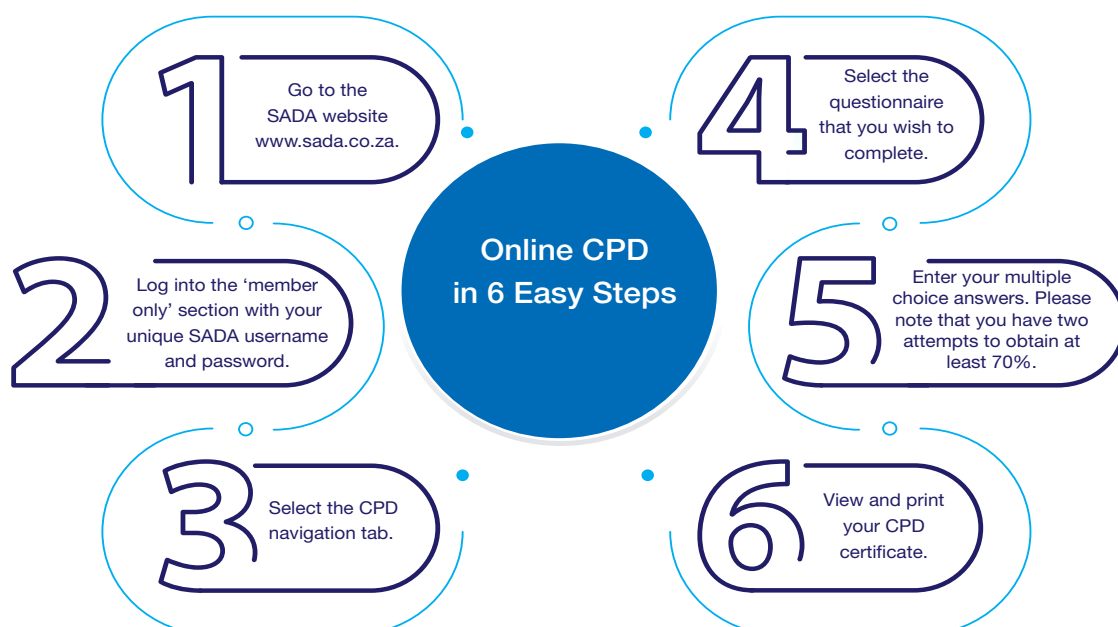 Online CPD
in 6 Easy Steps
1
Go to the
SADA website
www.sada.co.za.
2
Log into the ‘member
only’ section with your
unique SADA username
and password.
3
Select the CPD
navigation tab.
4
Select the
questionnaire
that you wish to
complete.
5
Enter your multiple
choice answers. Please
note that you have two
attempts to obtain at
least 70%.
6
View and print
your CPD
certificate.